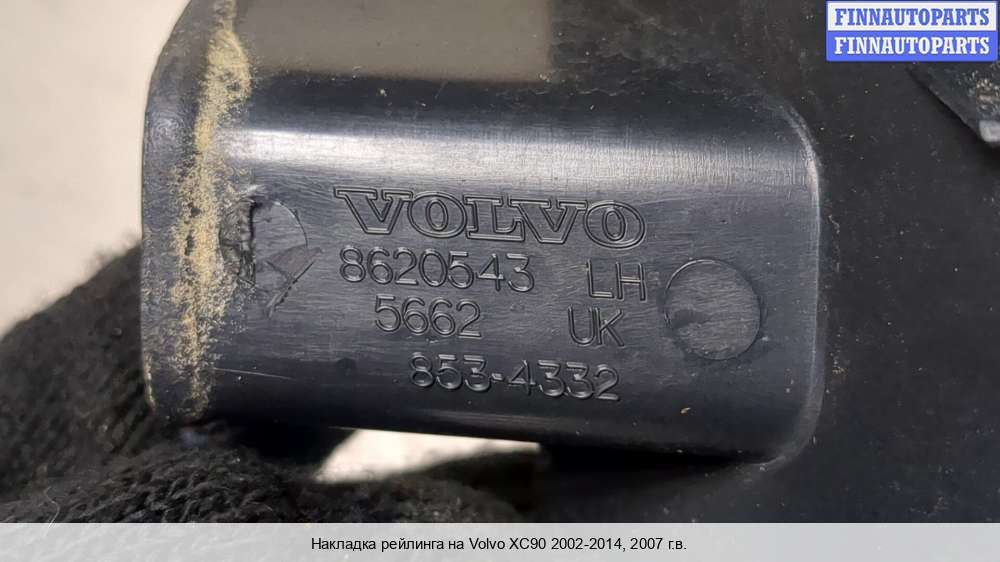 FINNAUTOPARTS
FINNAUTOPARTS
VOLVO
8620543 LH
5662 UK
853-4332
Накладка рейлинга на Volvo XC90 2002-2014, 2007 г.в.